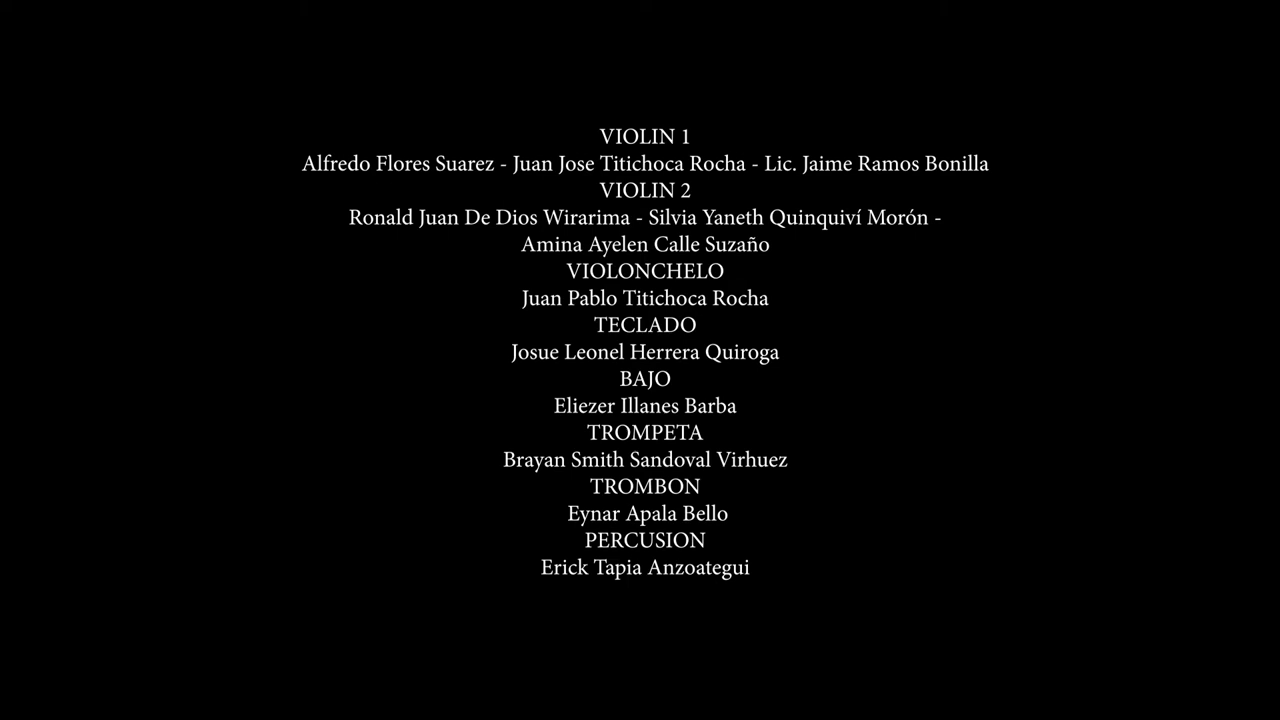 VIOLIN 1
Alfredo Flores Suarez - Juan Jose Titichoca Rocha - Lic. Jaime Ramos Bonilla
VIOLIN 2
Ronald Juan De Dios Wirarima - Silvia Yaneth Quinquiví Morón -
Amina Ayelen Calle Suzaño
VIOLONCHELO
Juan Pablo Titichoca Rocha
TECLADO
Josue Leonel Herrera Quiroga
BAJO
Eliezer Illanes Barba
TROMPETA
Brayan Smith Sandoval Virhuez
TROMBON
Eynar Apala Bello
PERCUSION
Erick Tapia Anzoategui